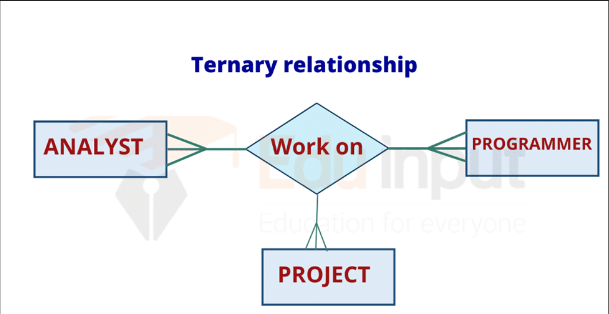 Ternary relationship
ANALYST
Work on
PROGRAMMER
EduInput
Education for everyone
PROJECT